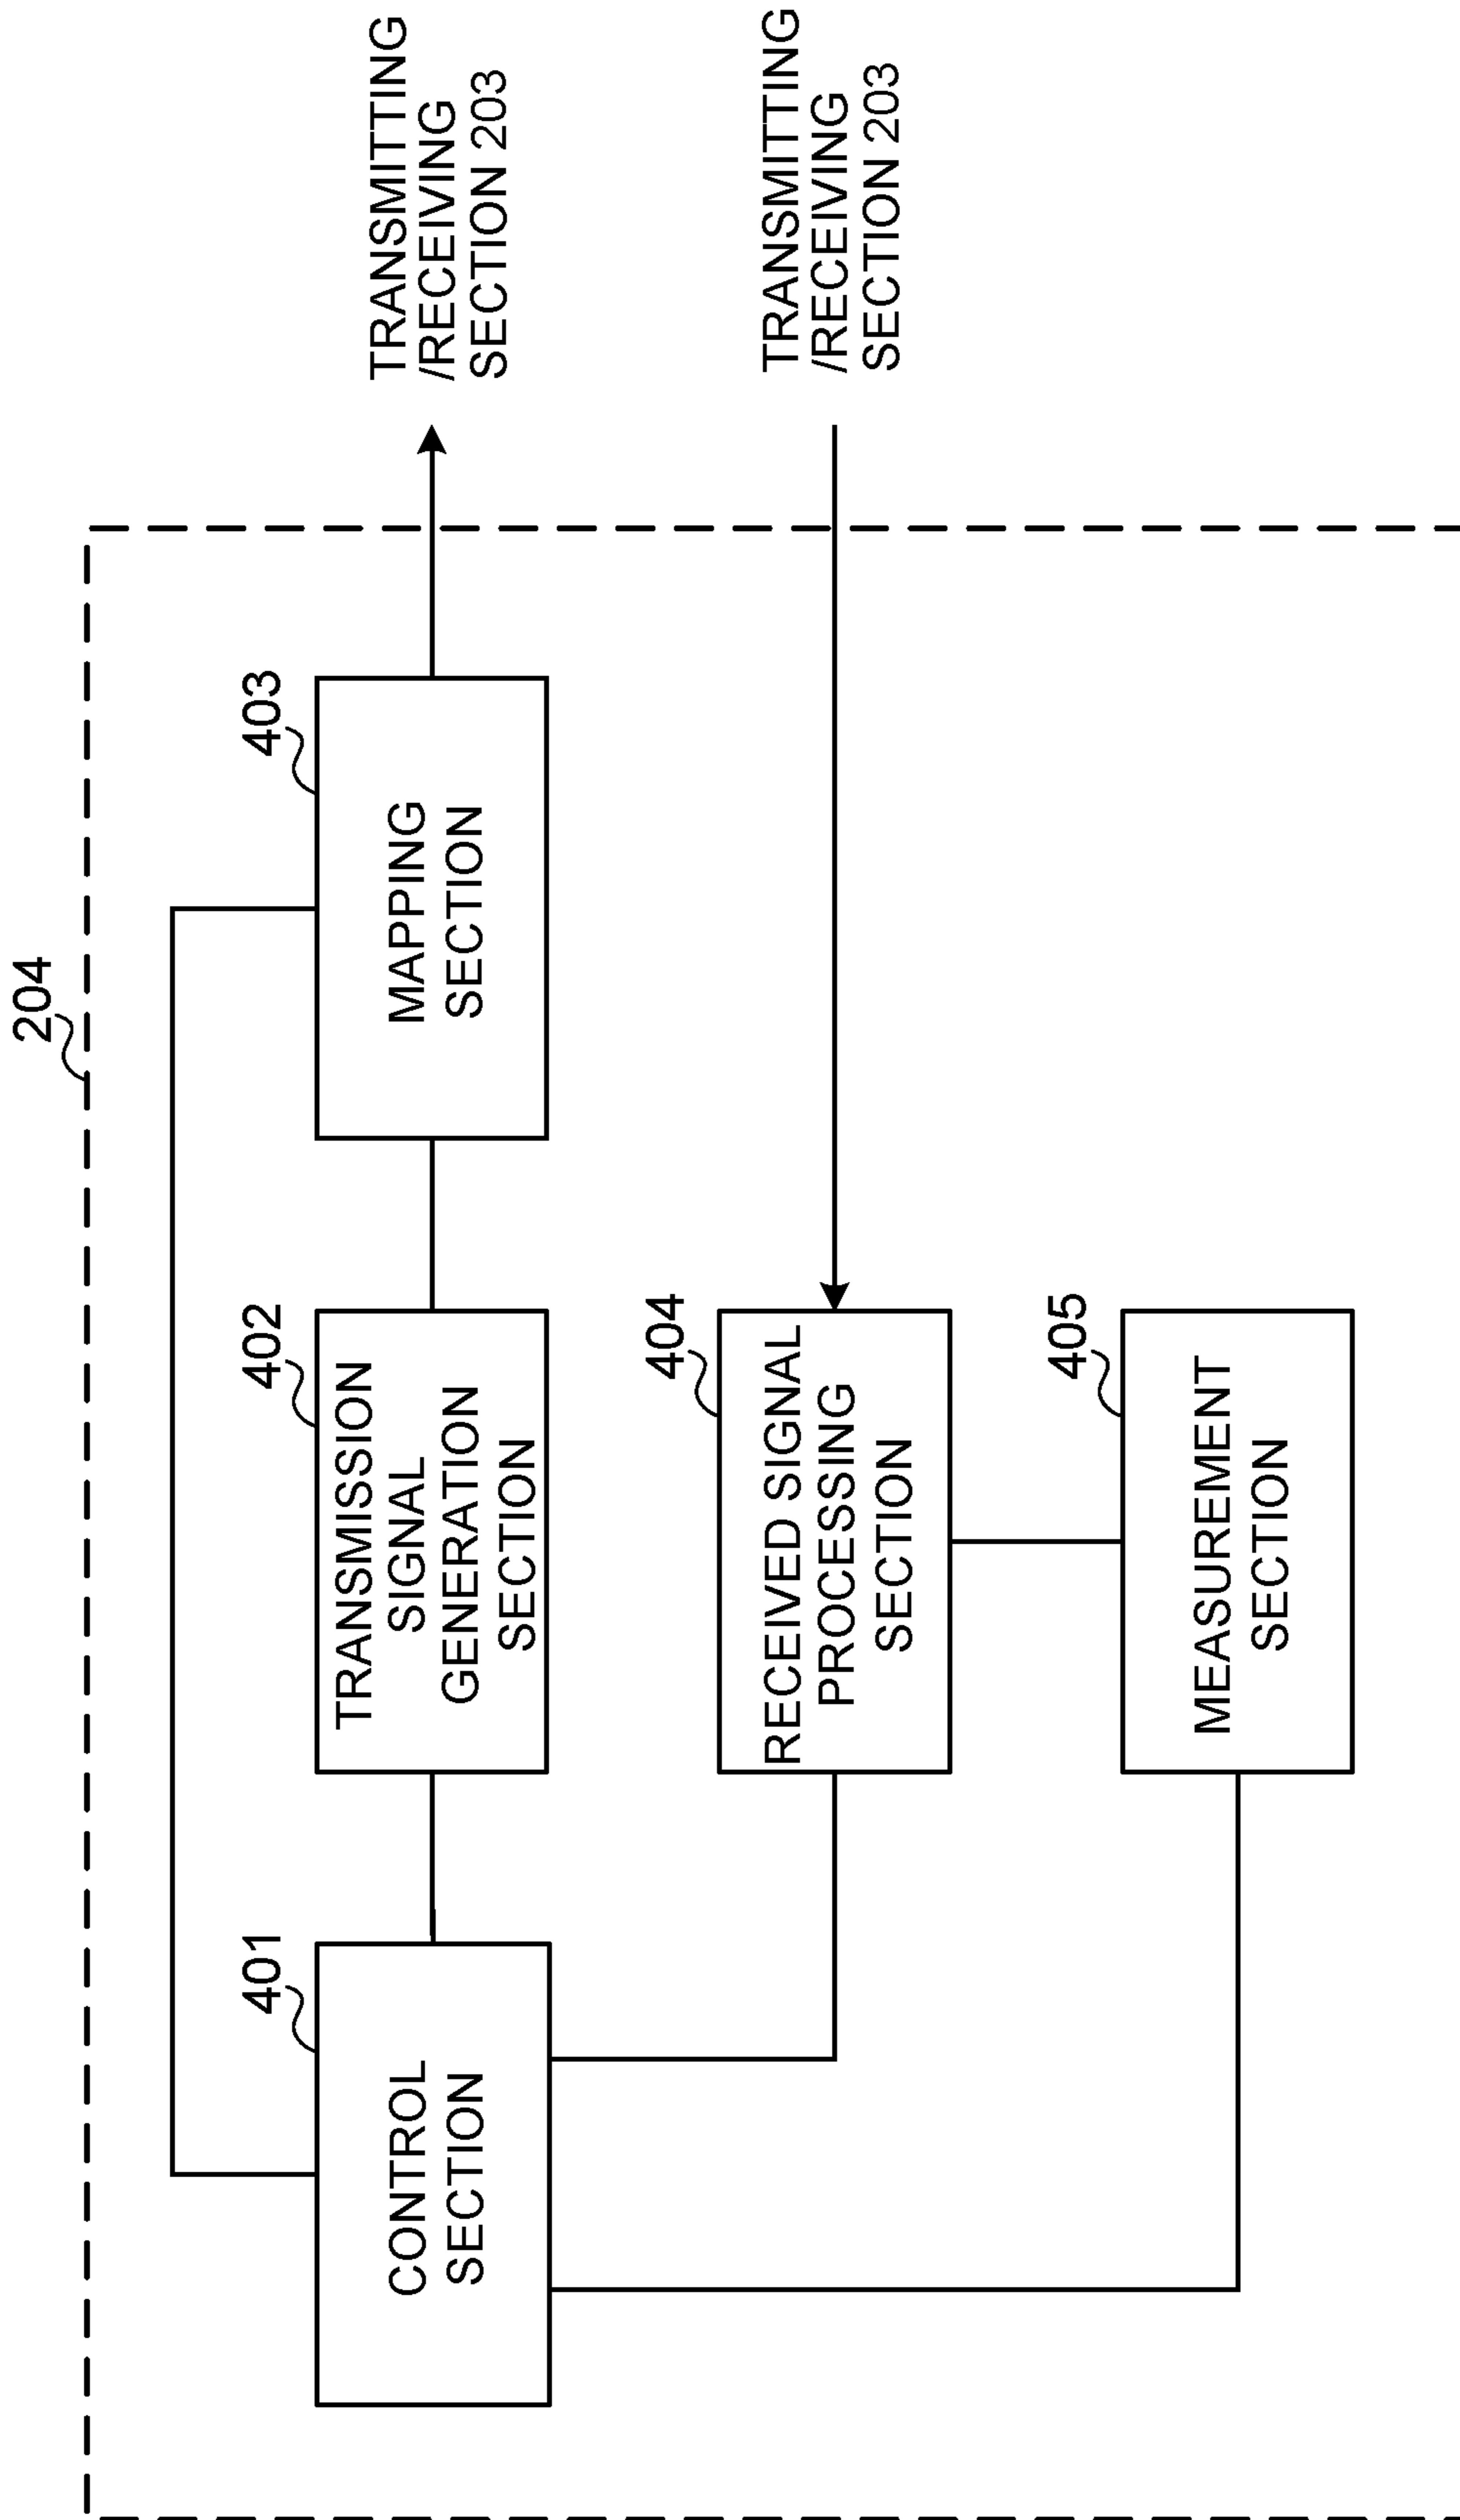 204
401
CONTROL
SECTION
402
TRANSMISSION
SIGNAL
GENERATION
SECTION
403
MAPPING
SECTION
TRANSMITTING
/RECEIVING
SECTION 203
404
RECEIVED SIGNAL
PROCESSING
SECTION
TRANSMITTING
/RECEIVING
SECTION 203
405
MEASUREMENT
SECTION